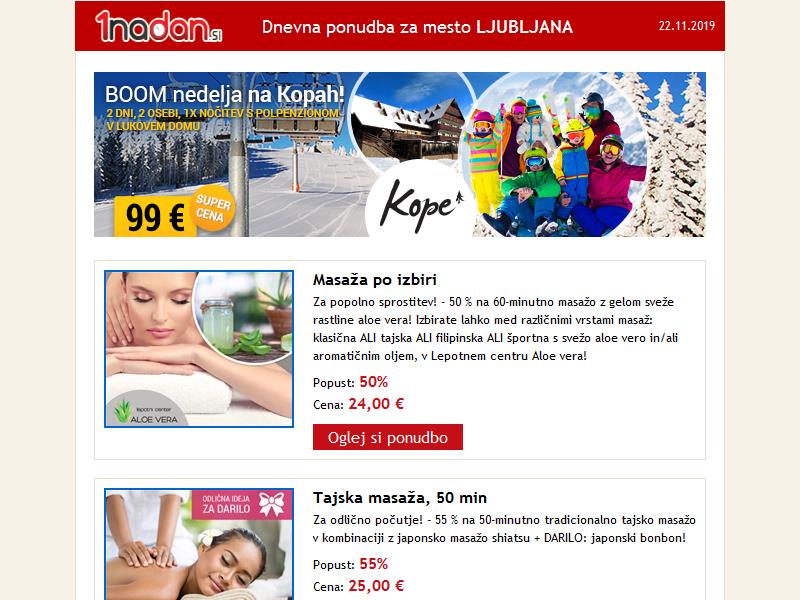 1nadan.si
Dnevna ponudba za mesto LJUBLJANA
22.11.2019
BOOM nedelja na Kopah!
2 DNI, 2 OSEBI, 1X NOČITEV S POLPENZIONOM
V LUKOVEM DOMU
99 €
SUPER
CENA
Kope
Masaža po izbiri
Za popolno sprostitev! - 50 % na 60-minutno masažo z gelom sveže
rastline aloe vera! Izbirate lahko med različnimi vrstami masaž:
klasična ALI tajska ALI filipinska ALI športna s svežo aloe vero in/ali
aromatičnim oljem, v Lepotnem centru Aloe vera!
Popust: 50%
Cena: 24,00 €
Oglej si ponudbo
lepotni center
ALOE VERA
Tajska masaža, 50 min
Za odlično počutje! - 55 % na 50-minutno tradicionalno tajsko masažo
v kombinaciji z japonsko masažo shiatsu + DARILO: japonski bonbon!
Popust: 55%
Cena: 25,00 €
ODLIČNA IDEJA
ZA DARILO